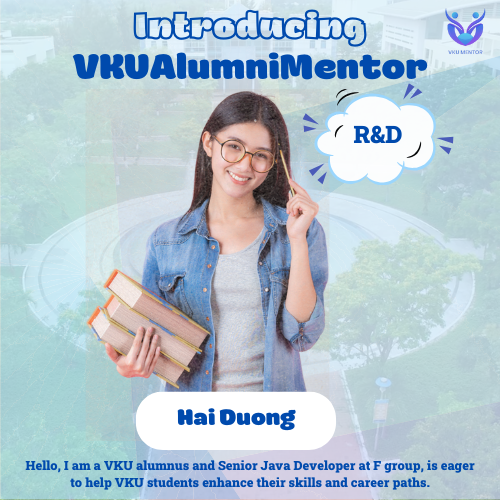 Introducing
VKUAlumniMentor
VKU MENTOR
R&D
Hai Duong
Hello, I am a VKU alumnus and Senior Java Developer at F group, is eager
to help VKU students enhance their skills and career paths.